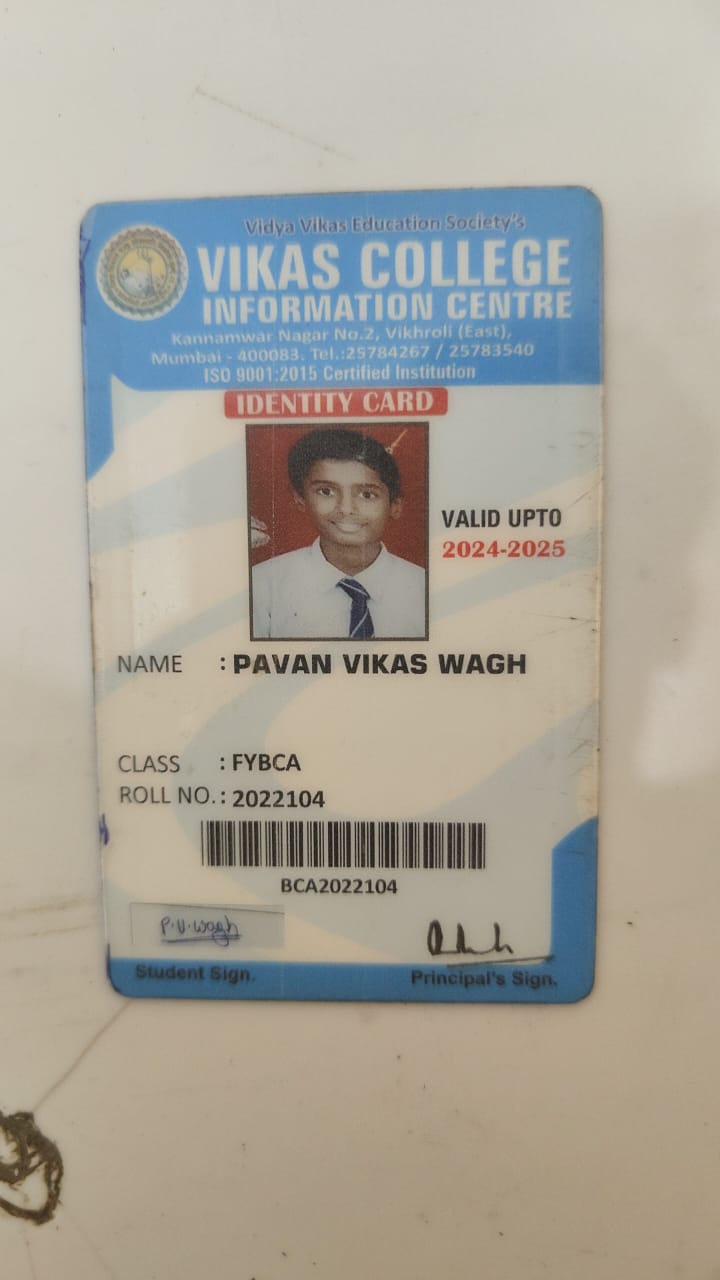 Vidya Vikas Education Society's
VIKAS COLLEGE
INFORMATION CENTRE
Kannamwar Nagar No.2, Vikhroli (East),
Mumbai - 400083. Tel.:25784267 / 25783540
ISO 9001:2015 Certified Institution
IDENTITY CARD
VALID UPTO
2024-2025
NAME : PAVAN VIKAS WAGH
CLASS : FYBCA
ROLL NO.: 2022104
BCA2022104
P.V.Wagh
Student Sign.
Principal's Sign.